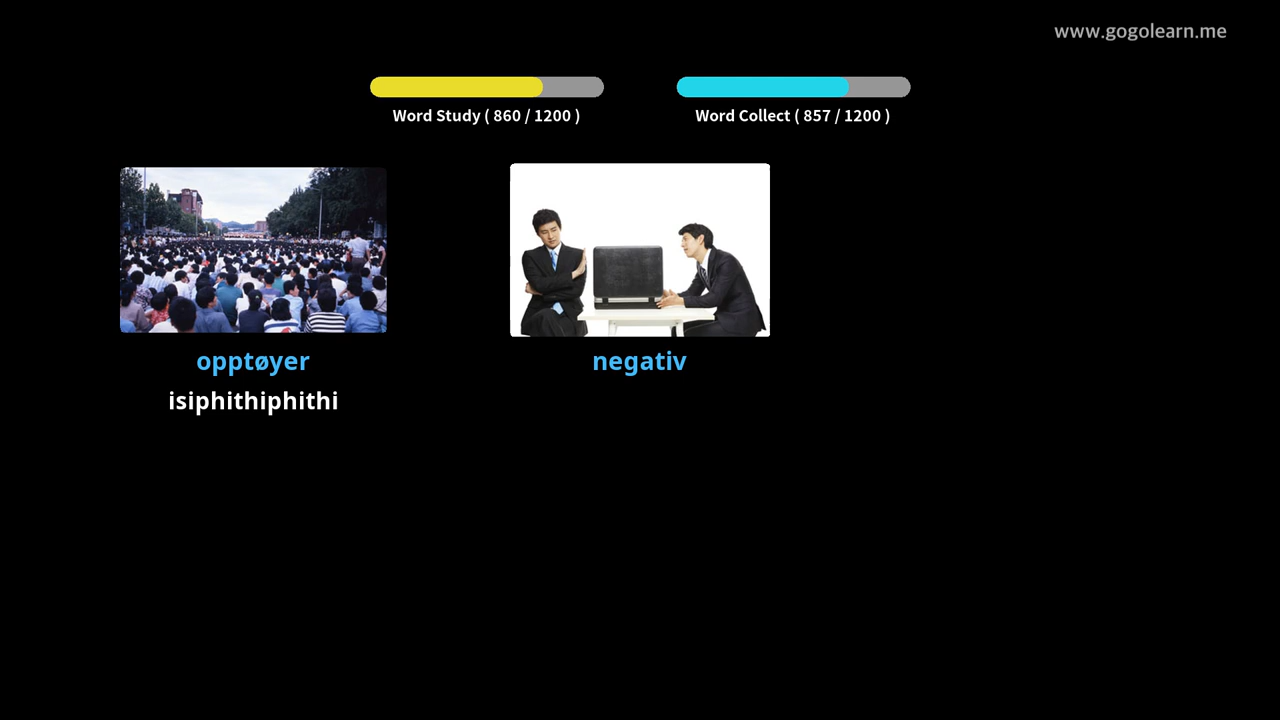 www.gogolearn.me
Word Study ( 860 / 1200 )
Word Collect ( 857 / 1200 )
opptøyer
isiphithiphithi
negativ